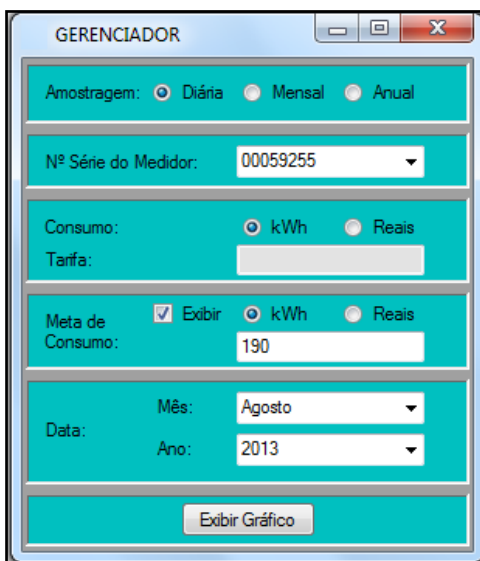 GERENCIADOR
Amostragem: Diária Mensal Anual
Nº Série do Medidor: 00059255
Consumo: kWh Reais
Tarifa:
Meta de Consumo: Exibir kWh Reais
190
Data:
Mês: Agosto
Ano: 2013
Exibir Gráfico